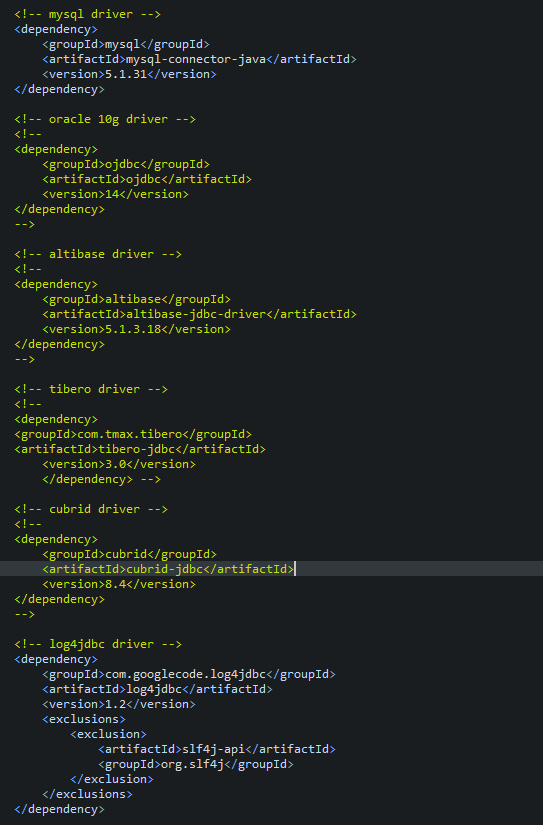 <!-- mysql driver -->
<dependency>
    <groupId>mysql</groupId>
    <artifactId>mysql-connector-java</artifactId>
    <version>5.1.31</version>
</dependency>

<!-- oracle 10g driver -->
<!--
<dependency>
    <groupId>ojdbc</groupId>
    <artifactId>ojdbc</artifactId>
    <version>14</version>
</dependency>
-->

<!-- altibase driver -->
<!--
<dependency>
    <groupId>altibase</groupId>
    <artifactId>altibase-jdbc-driver</artifactId>
    <version>5.1.3.18</version>
</dependency>
-->

<!-- tibero driver -->
<!--
<dependency>
<groupId>com.tmax.tibero</groupId>
<artifactId>tibero-jdbc</artifactId>
    <version>3.0</version>
    </dependency> -->

<!-- cubrid driver -->
<!--
<dependency>
    <groupId>cubrid</groupId>
    <artifactId>cubrid-jdbc</artifactId>
    <version>8.4</version>
</dependency>
-->

<!-- log4jdbc driver -->
<dependency>
    <groupId>com.googlecode.log4jdbc</groupId>
    <artifactId>log4jdbc</artifactId>
    <version>1.2</version>
    <exclusions>
        <exclusion>
            <artifactId>slf4j-api</artifactId>
            <groupId>org.slf4j</groupId>
        </exclusion>
    </exclusions>
</dependency>